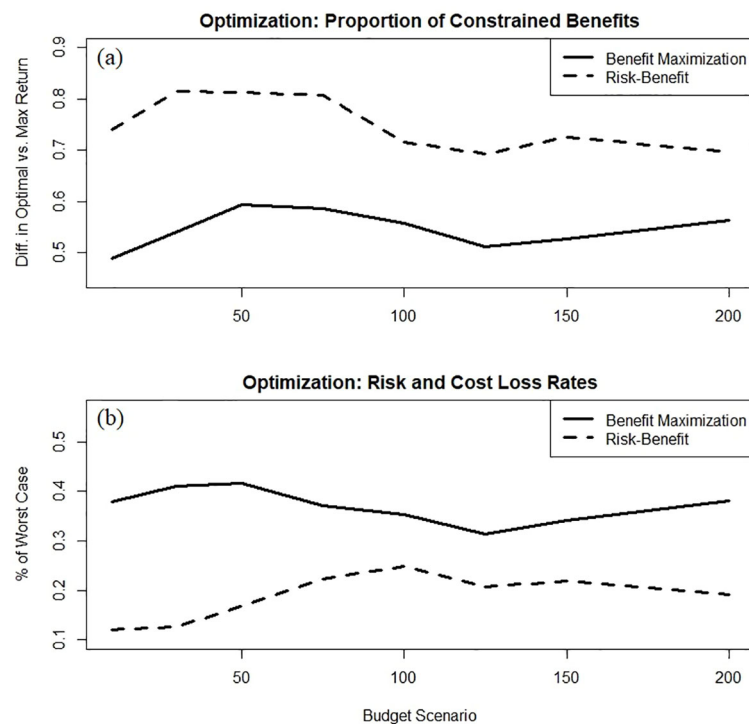 Optimization: Proportion of Constrained Benefits
(a)
Benefit Maximization
Risk-Benefit
Diff. in Optimal vs. Max Return
0.9
0.8
0.7
0.6
0.5
50 100 150 200
Optimization: Risk and Cost Loss Rates
(b)
Benefit Maximization
Risk-Benefit
% of Worst Case
0.5
0.4
0.3
0.2
0.1
50 100 150 200
Budget Scenario